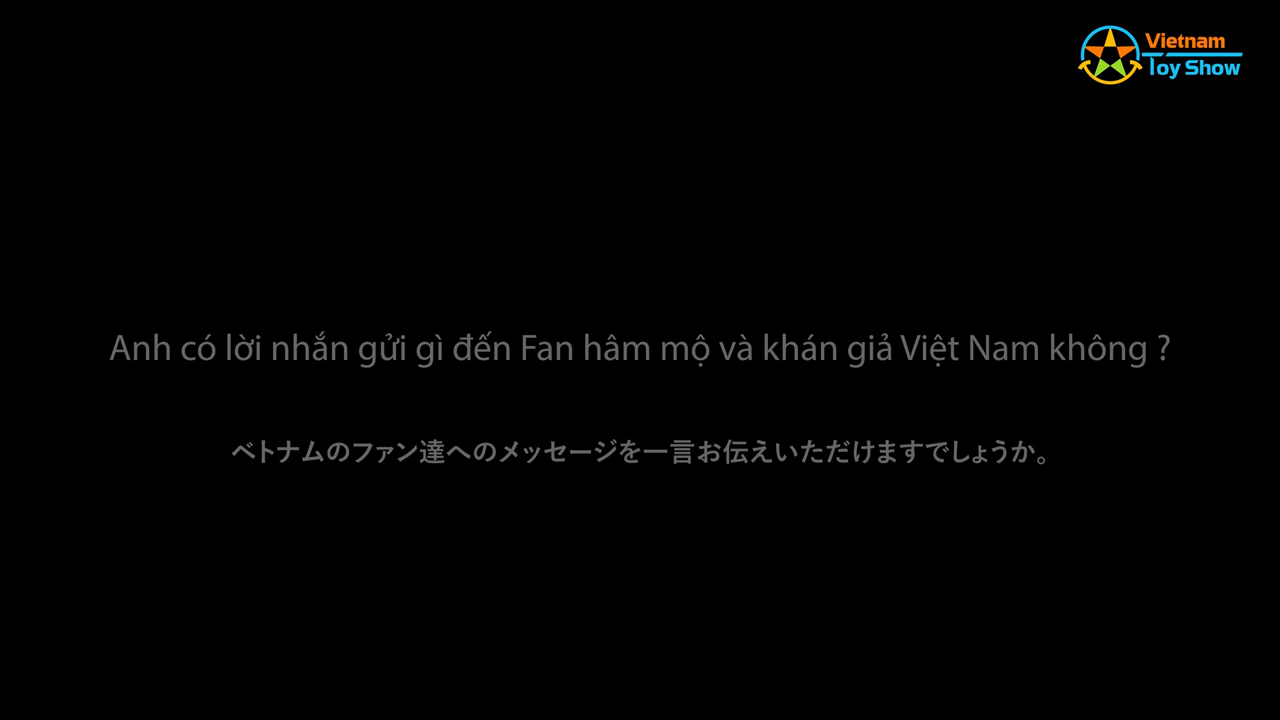 Vietnam
Toy Show
Anh có lời nhắn gửi gì đến Fan hâm mộ và khán giả Việt Nam không ?
ベトナムのファン達へのメッセージを一言お伝えいただけますでしょうか。